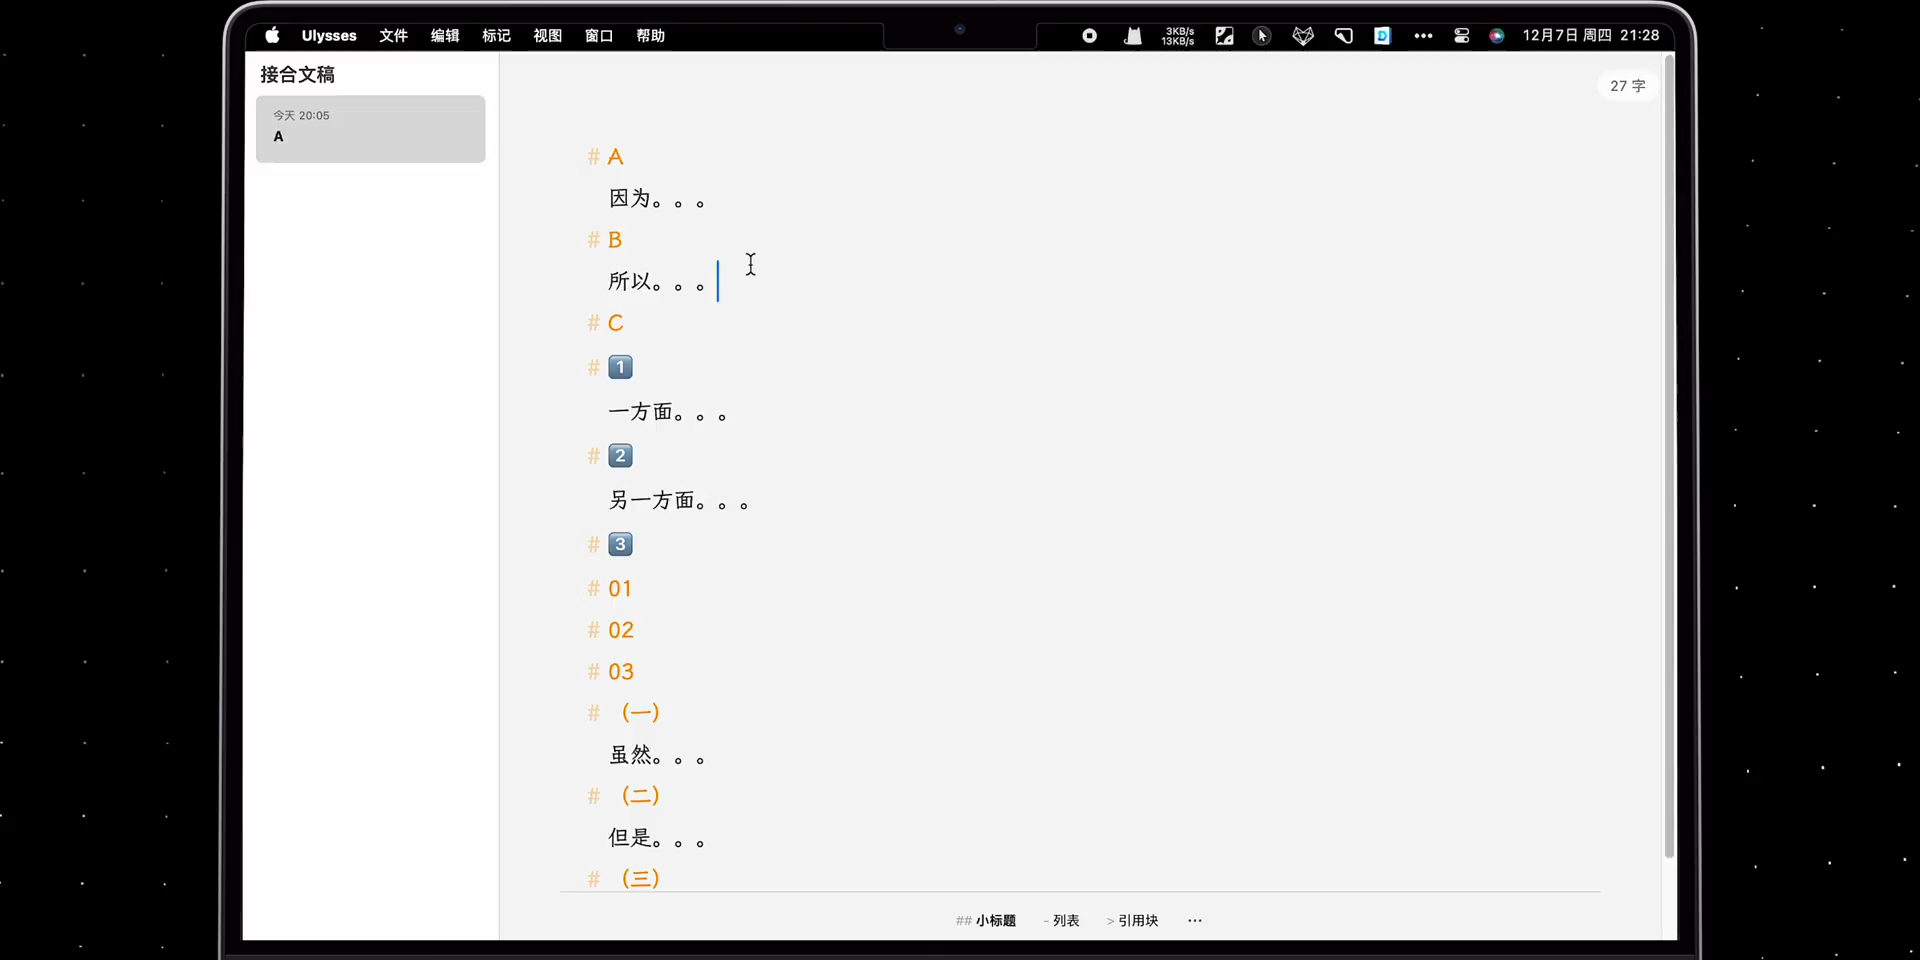 Ulysses 文件 编辑 标记 视图 窗口 帮助 3KB/s 13KB/s 12月7日 周四 21:28
接合文稿
今天 20:05
A
27 字
# A
因为。。。
# B
所以。。。
# C
# 1️⃣
一方面。。。
# 2️⃣
另一方面。。。
# 3️⃣
# 01
# 02
# 03
# （一）
虽然。。。
# （二）
但是。。。
# （三）
## 小标题 - 列表 > 引用块 ···